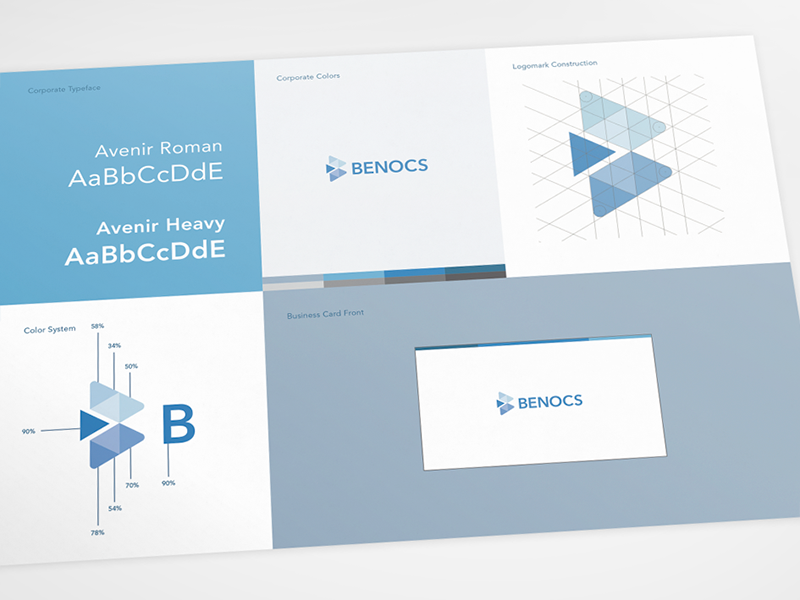 Corporate Typeface
Avenir Roman
AaBbCcDdE
Avenir Heavy
AaBbCcDdE
Corporate Colors
BENOCS
Logomark Construction
Color System
58%
34%
50%
90%
B
70%
90%
54%
78%
Business Card Front
BENOCS